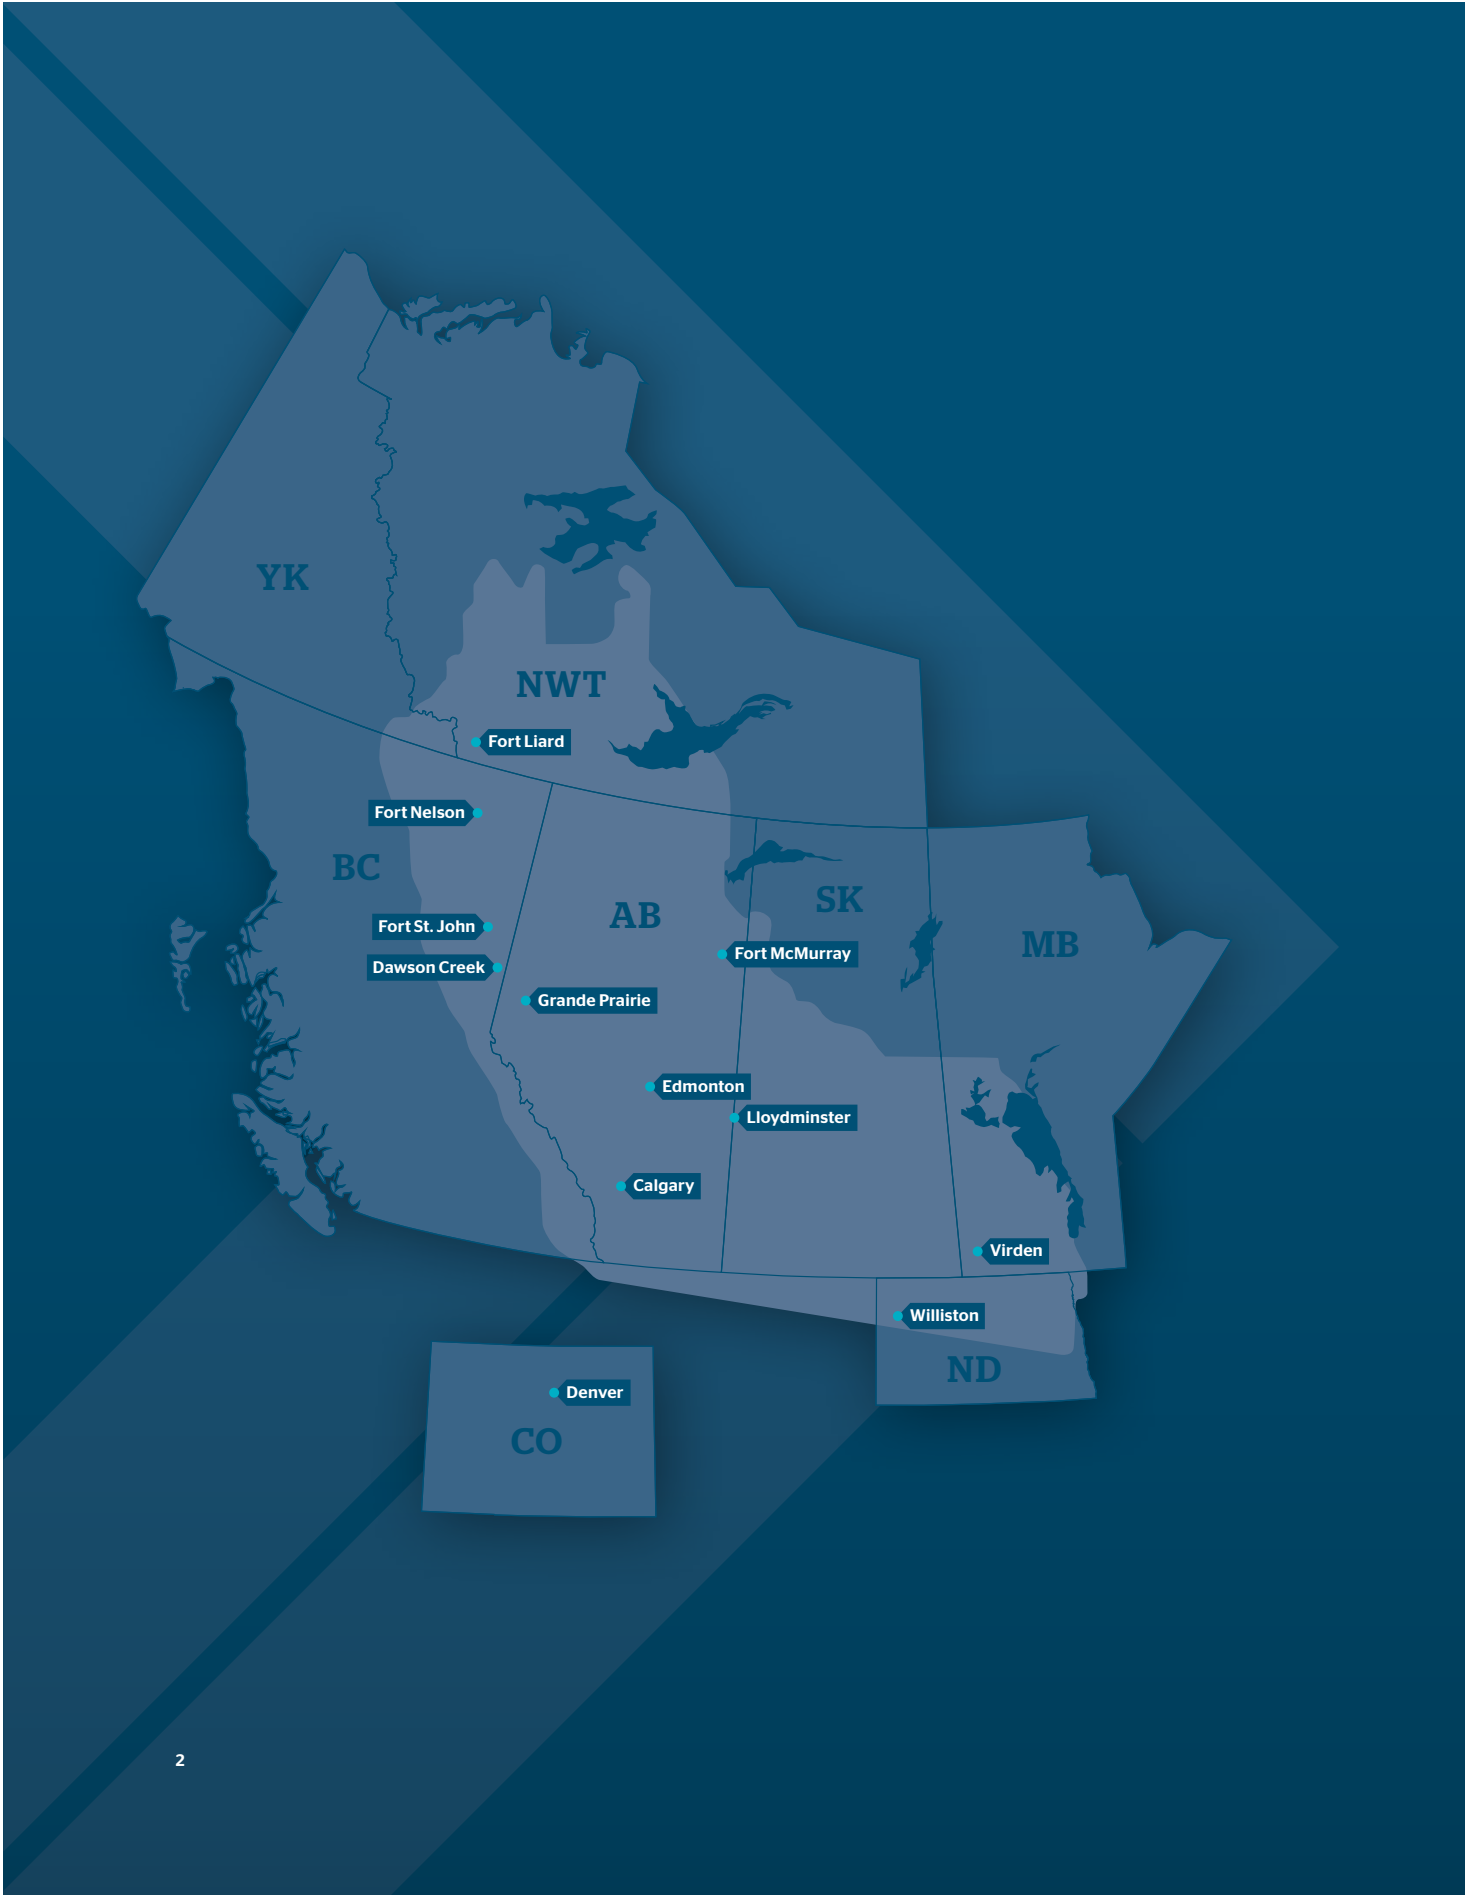 YK
NWT
Fort Liard
Fort Nelson
BC
AB
SK
MB
Fort St. John
Fort McMurray
Dawson Creek
Grande Prairie
Edmonton
Lloydminster
Calgary
Virden
Williston
ND
Denver
CO
2